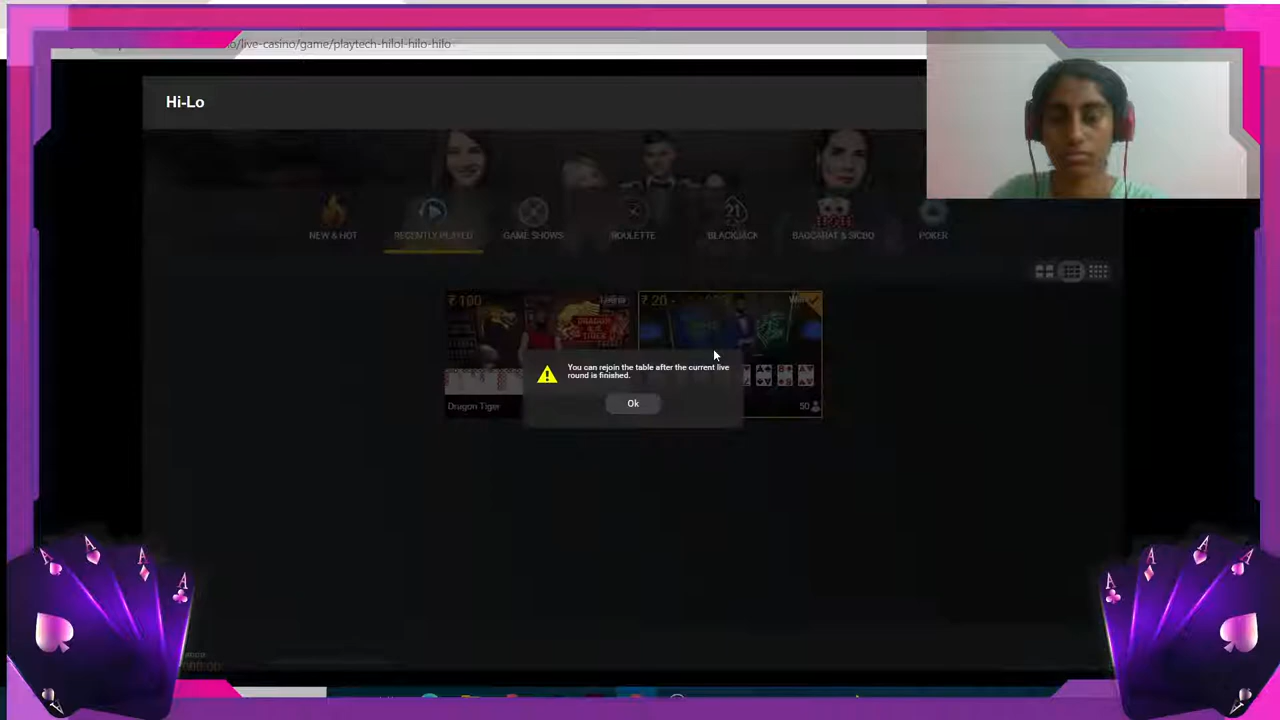 /live-casino/game/playtech-hilol-hilo-hilo
Hi-Lo
NEW & HOT
RECENTLY PLAYED
GAME SHOWS
ROULETTE
BLACKJACK
BACCARAT & SICBO
POKER
₹100
₹20 -
DRAGON
TIGER
You can rejoin the table after the current live
round is finished.
Ok
Dragon Tiger
50